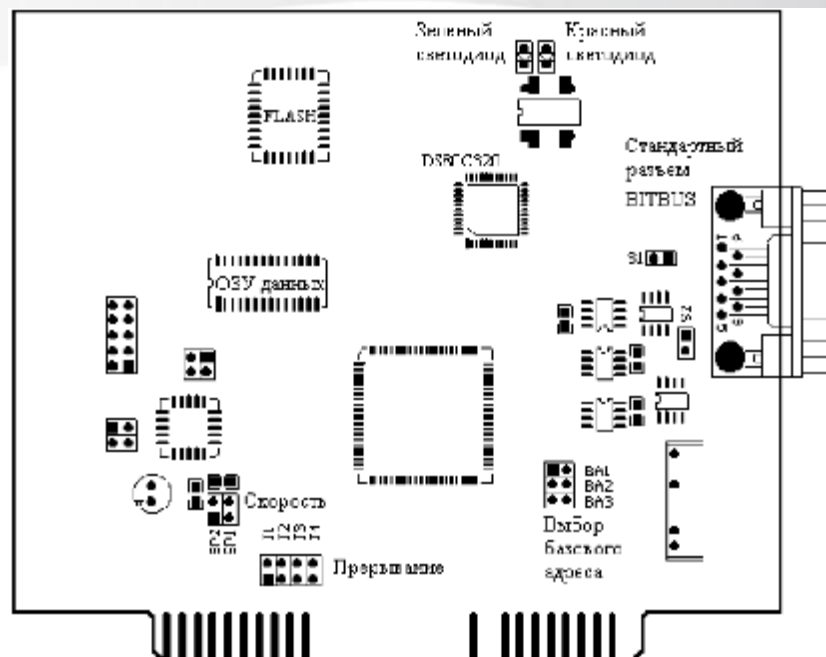 Зеленый
светодиод
Красный
светодиод
FLASH
DS80C320
Стандартный
разъем
BITBUS
S1
ОЗУ данных
S2
BA1
BA2
BA3
Скорость
Выбор
базового
адреса
Прерывание